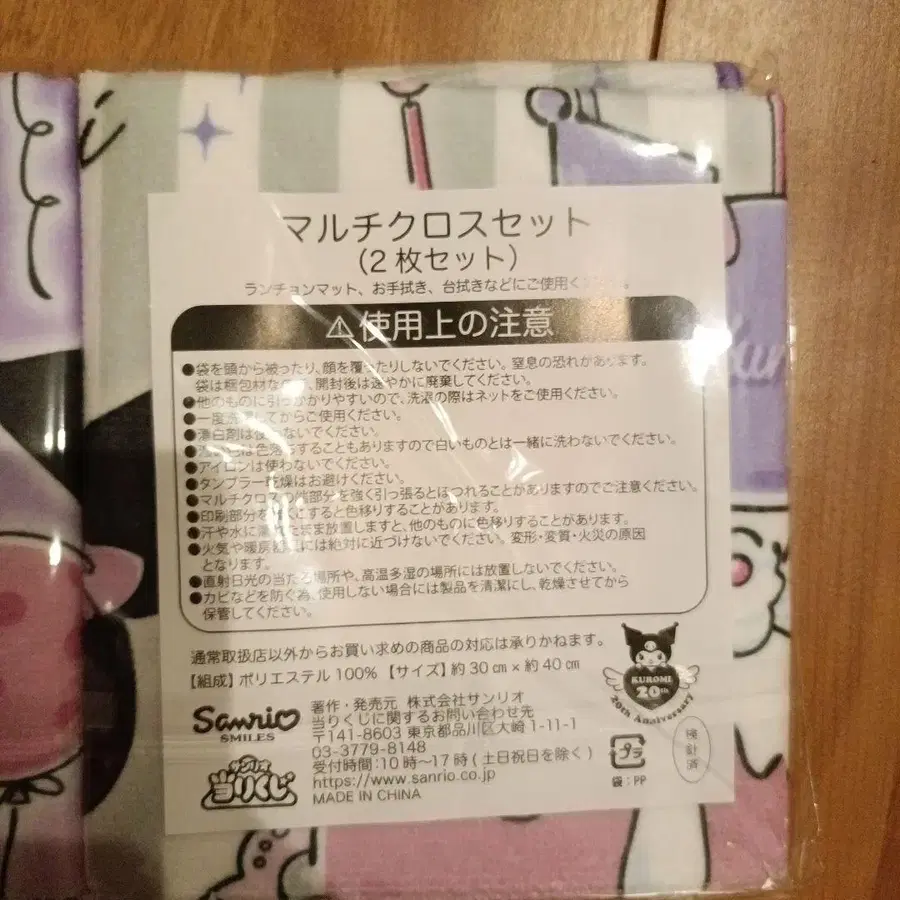 マルチクロスセット
（2枚セット）
ランチョンマット、お手拭き、台拭きなどにご使用く
⚠使用上の注意
●袋を頭から被ったり、顔を覆ったりしないでください。窒息の恐れがあります。
袋は梱包材なので、開封後は速やかに廃棄してください。
●他のものに引っかかりやすいので、洗濯の際はネットをご使用ください。
●一度洗濯してからご使用ください。
●漂白剤は使わないでください。
は色落ちすることもありますので白いものとは一緒に洗わないでください。
●アイロンは使わないでください。
●タンブラー乾燥はお避けください。
●マルチクロスの 部分を強く引っ張るとほつれることがありますのでご注意ください。
●印刷部分を すると色移りすることがあります。
●汗や水に まま放置しますと、他のものに色移りすることがあります。
●火気や暖房器具には絶対に近づけないでください。変形・変質・火災の原因
となります。
●直射日光の当たる場所や、高温多湿の場所には放置しないでください。
●カビなどを防ぐ為、使用しない場合には製品を清潔にし、乾燥させてから
保管してください。
通常取扱店以外からお買い求めの商品の対応は承りかねます。
【組成】ポリエステル100%【サイズ】約30㎝×約40㎝
KUROMI
20th
20th Anniversary
Sanrio
SMILES
著作・発売元 株式会社サンリオ
当りくじに関するお問い合わせ先
〒141-8603 東京都品川区大崎 1-11-1
03-3779-8148
受付時間：10時〜17時（土日祝日を除く）
https://www.sanrio.co.jp
MADE IN CHINA
サンリオ
当りくじ
プラ
袋：PP
検針済